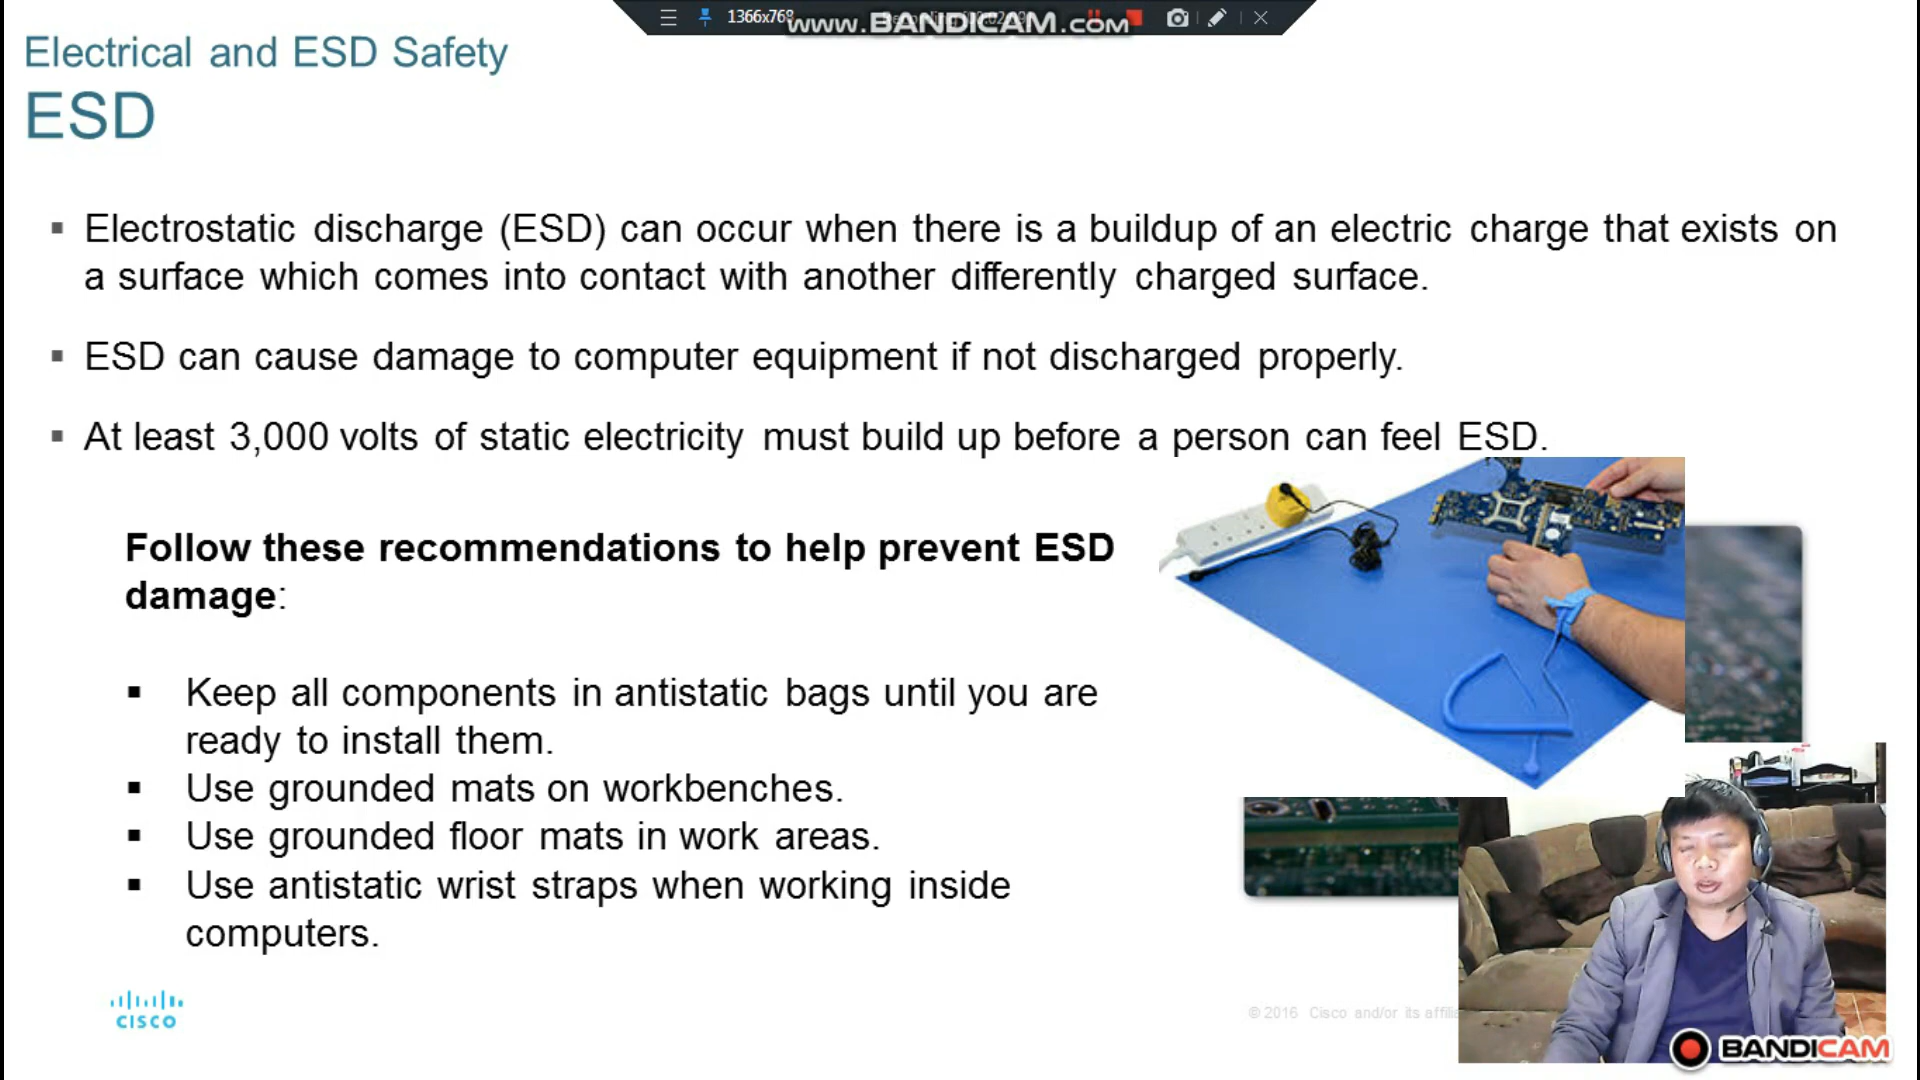 1366x768
www.BANDICAM.COM
Electrical and ESD Safety
ESD
▪ Electrostatic discharge (ESD) can occur when there is a buildup of an electric charge that exists on
a surface which comes into contact with another differently charged surface.
▪ ESD can cause damage to computer equipment if not discharged properly.
▪ At least 3,000 volts of static electricity must build up before a person can feel ESD.
Follow these recommendations to help prevent ESD
damage:
▪ Keep all components in antistatic bags until you are
ready to install them.
▪ Use grounded mats on workbenches.
▪ Use grounded floor mats in work areas.
▪ Use antistatic wrist straps when working inside
computers.
CISCO
© 2016 Cisco and/or its
BANDICAM